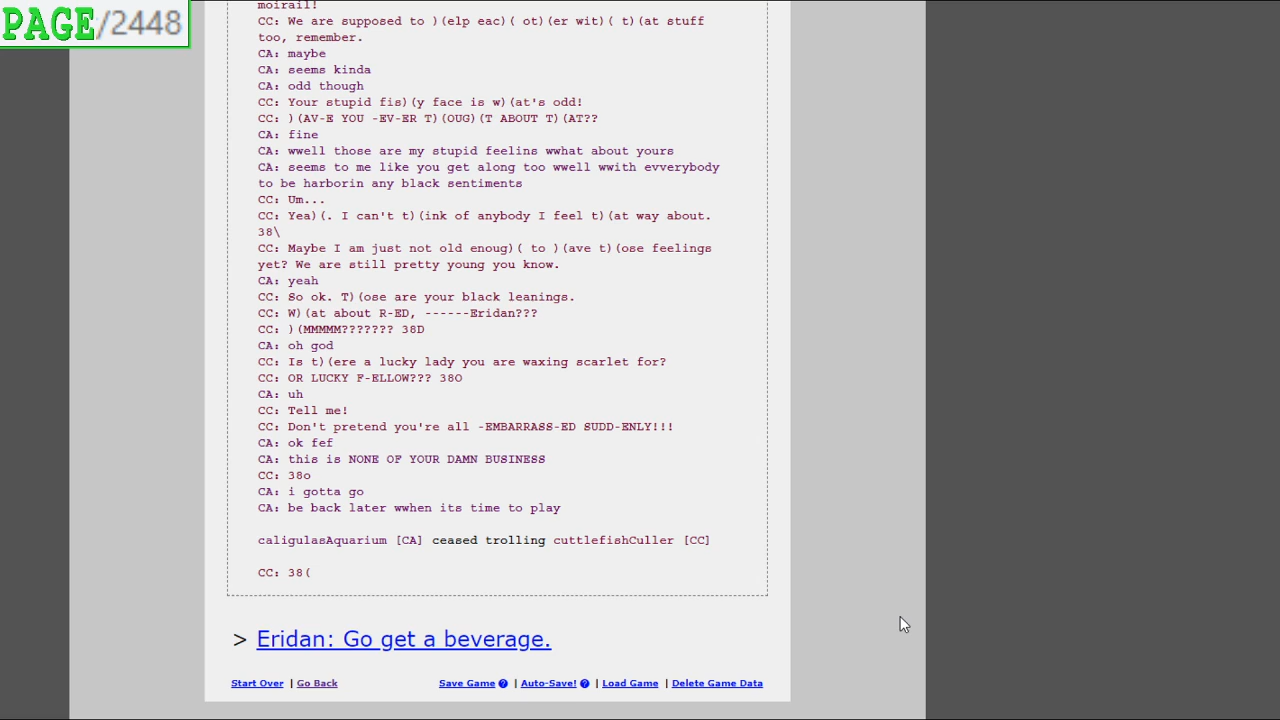 PAGE/2448
moirail!
CC: We are supposed to )(elp eac)( ot)(er wit)( t)(at stuff
too, remember.
CA: maybe
CA: seems kinda
CA: odd though
CC: Your stupid fis)(y face is w)(at's odd!
CC: )(AV-E YOU -EV-ER T)(OUG)(T ABOUT T)(AT??
CA: fine
CA: wwell those are my stupid feelins wwhat about yours
CA: seems to me like you get along too wwell wwith evverybody
to be harborin any black sentiments
CC: Um...
CC: Yea)(. I can't t)(ink of anybody I feel t)(at way about.
38\
CC: Maybe I am just not old enoug)( to )(ave t)(ose feelings
yet? We are still pretty young you know.
CA: yeah
CC: So ok. T)(ose are your black leanings.
CC: W)(at about R-ED, ------Eridan???
CC: )(MMMMM??????? 38D
CA: oh god
CC: Is t)(ere a lucky lady you are waxing scarlet for?
CC: OR LUCKY F-ELLOW??? 38O
CA: uh
CC: Tell me!
CC: Don't pretend you're all -EMBARRASS-ED SUDD-ENLY!!!
CA: ok fef
CA: this is NONE OF YOUR DAMN BUSINESS
CC: 38o
CA: i gotta go
CA: be back later wwhen its time to play
caligulasAquarium [CA] ceased trolling cuttlefishCuller [CC]
CC: 38(
> Eridan: Go get a beverage.
Start Over | Go Back Save Game ? | Auto-Save! ? | Load Game | Delete Game Data